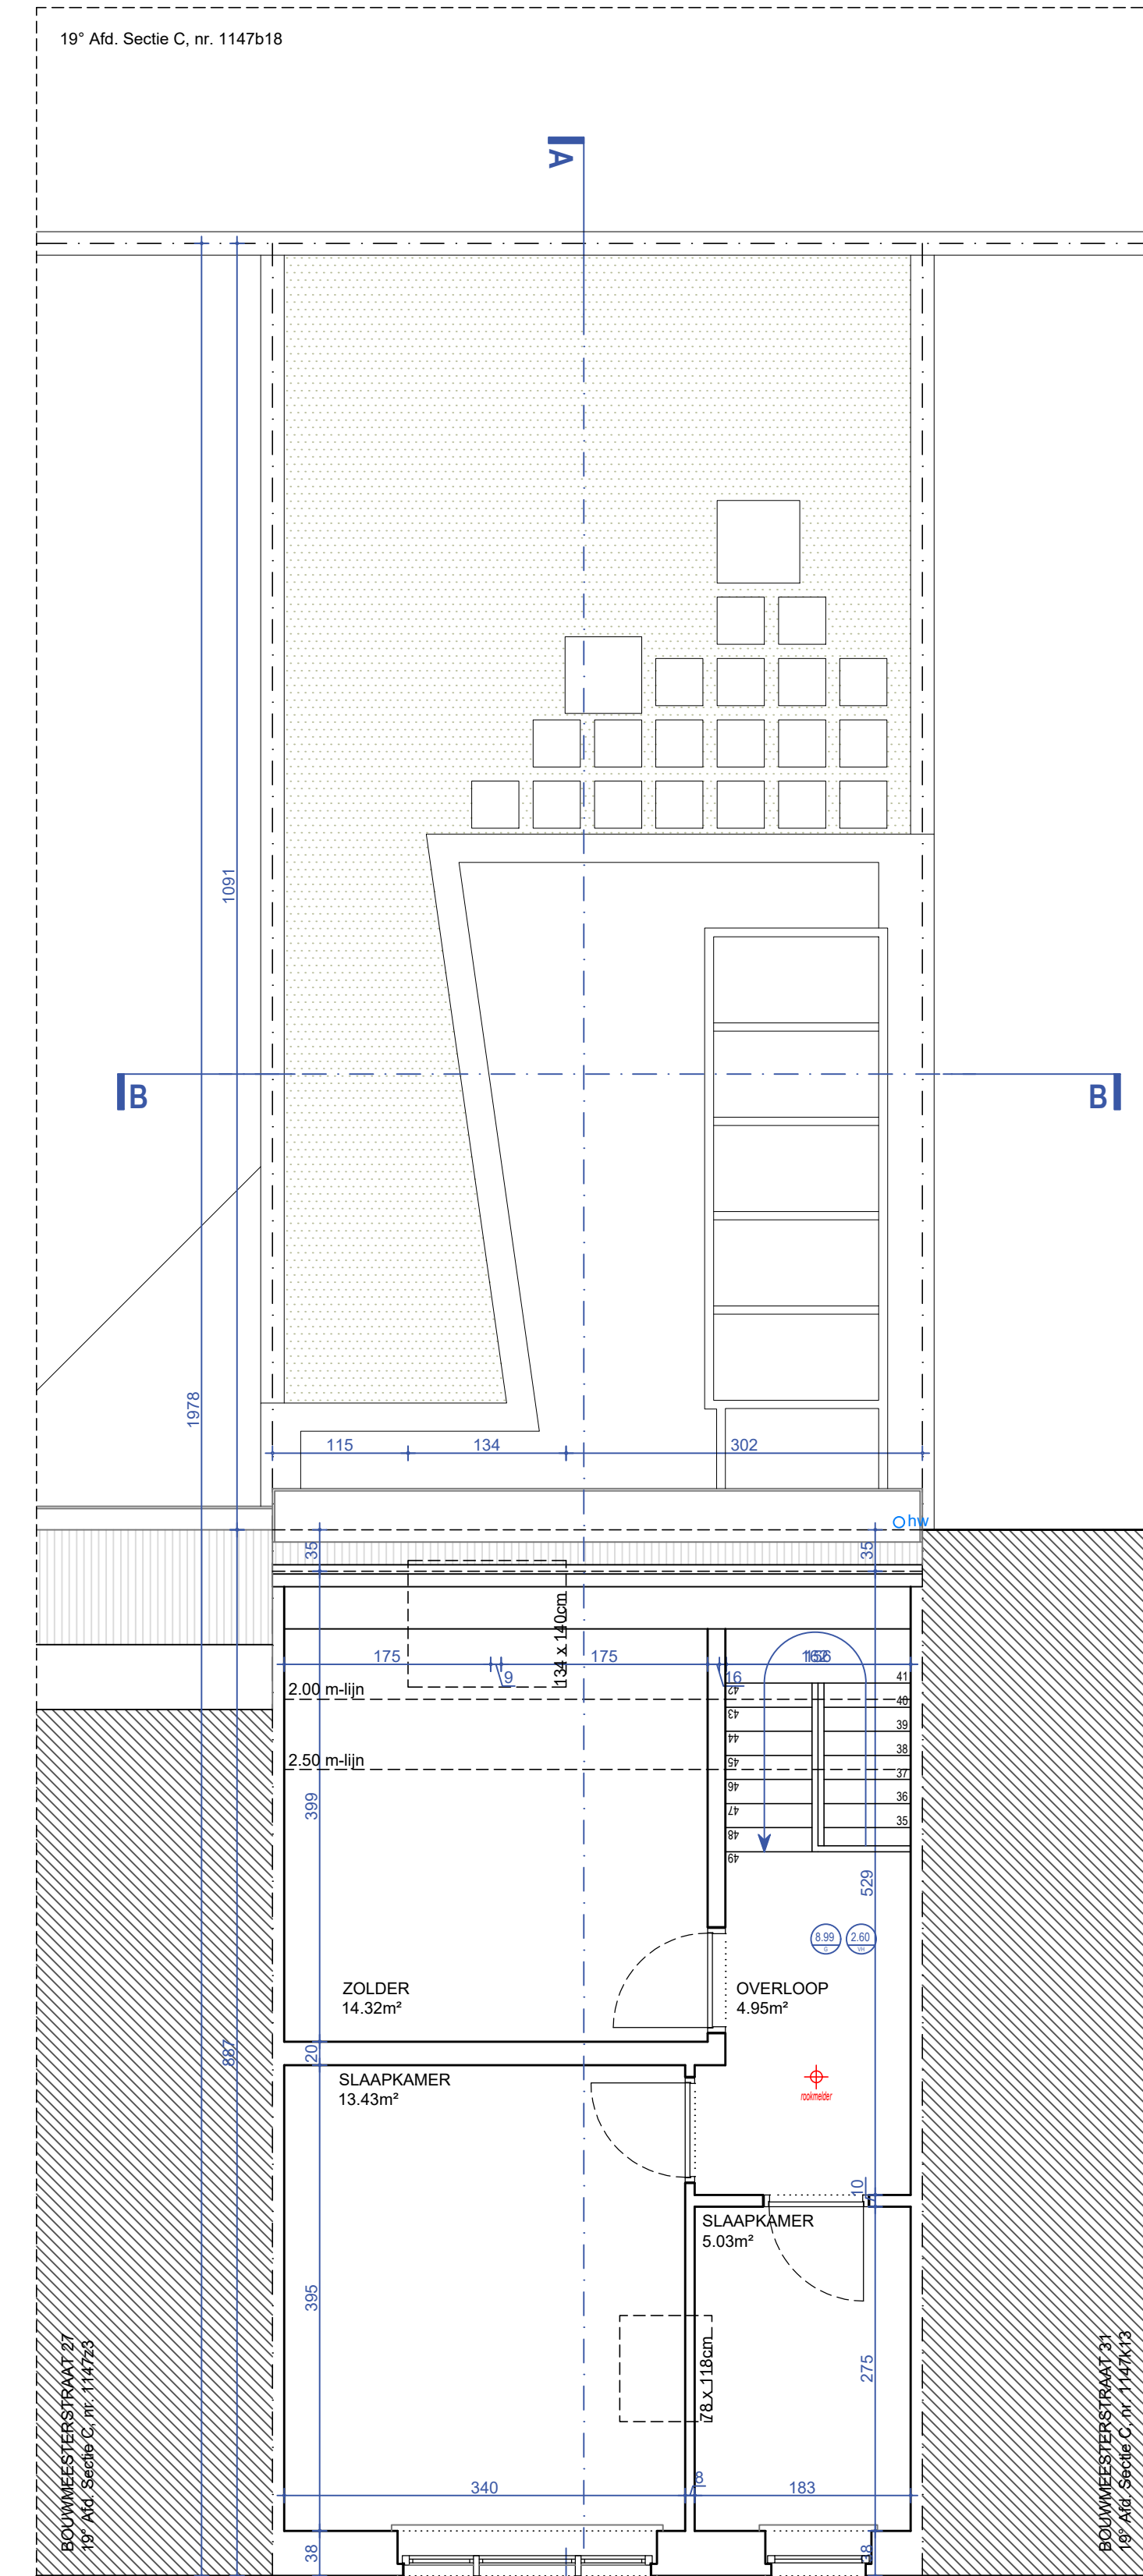 19° Afd. Sectie C, nr. 1147b18
A
1091
B
B
1978
115
134
302
hw
35
35
134 x 140cm
175
175
9
16
41
2.00 m-lijn
42
40
43
39
44
38
2.50 m-lijn
45
37
46
36
399
47
35
48
49
529
8.99
2.60
VH
ZOLDER
14.32m²
OVERLOOP
4.95m²
887
20
SLAAPKAMER
13.43m²
rookmelder
10
SLAAPKAMER
5.03m²
395
275
78 x 118cm
BOUWMEESTERSTRAAT 27
19° Afd. Sectie C, nr. 1147z3
BOUWMEESTERSTRAAT 31
19° Afd. Sectie C, nr. 1147k13
340
8
183
38
38